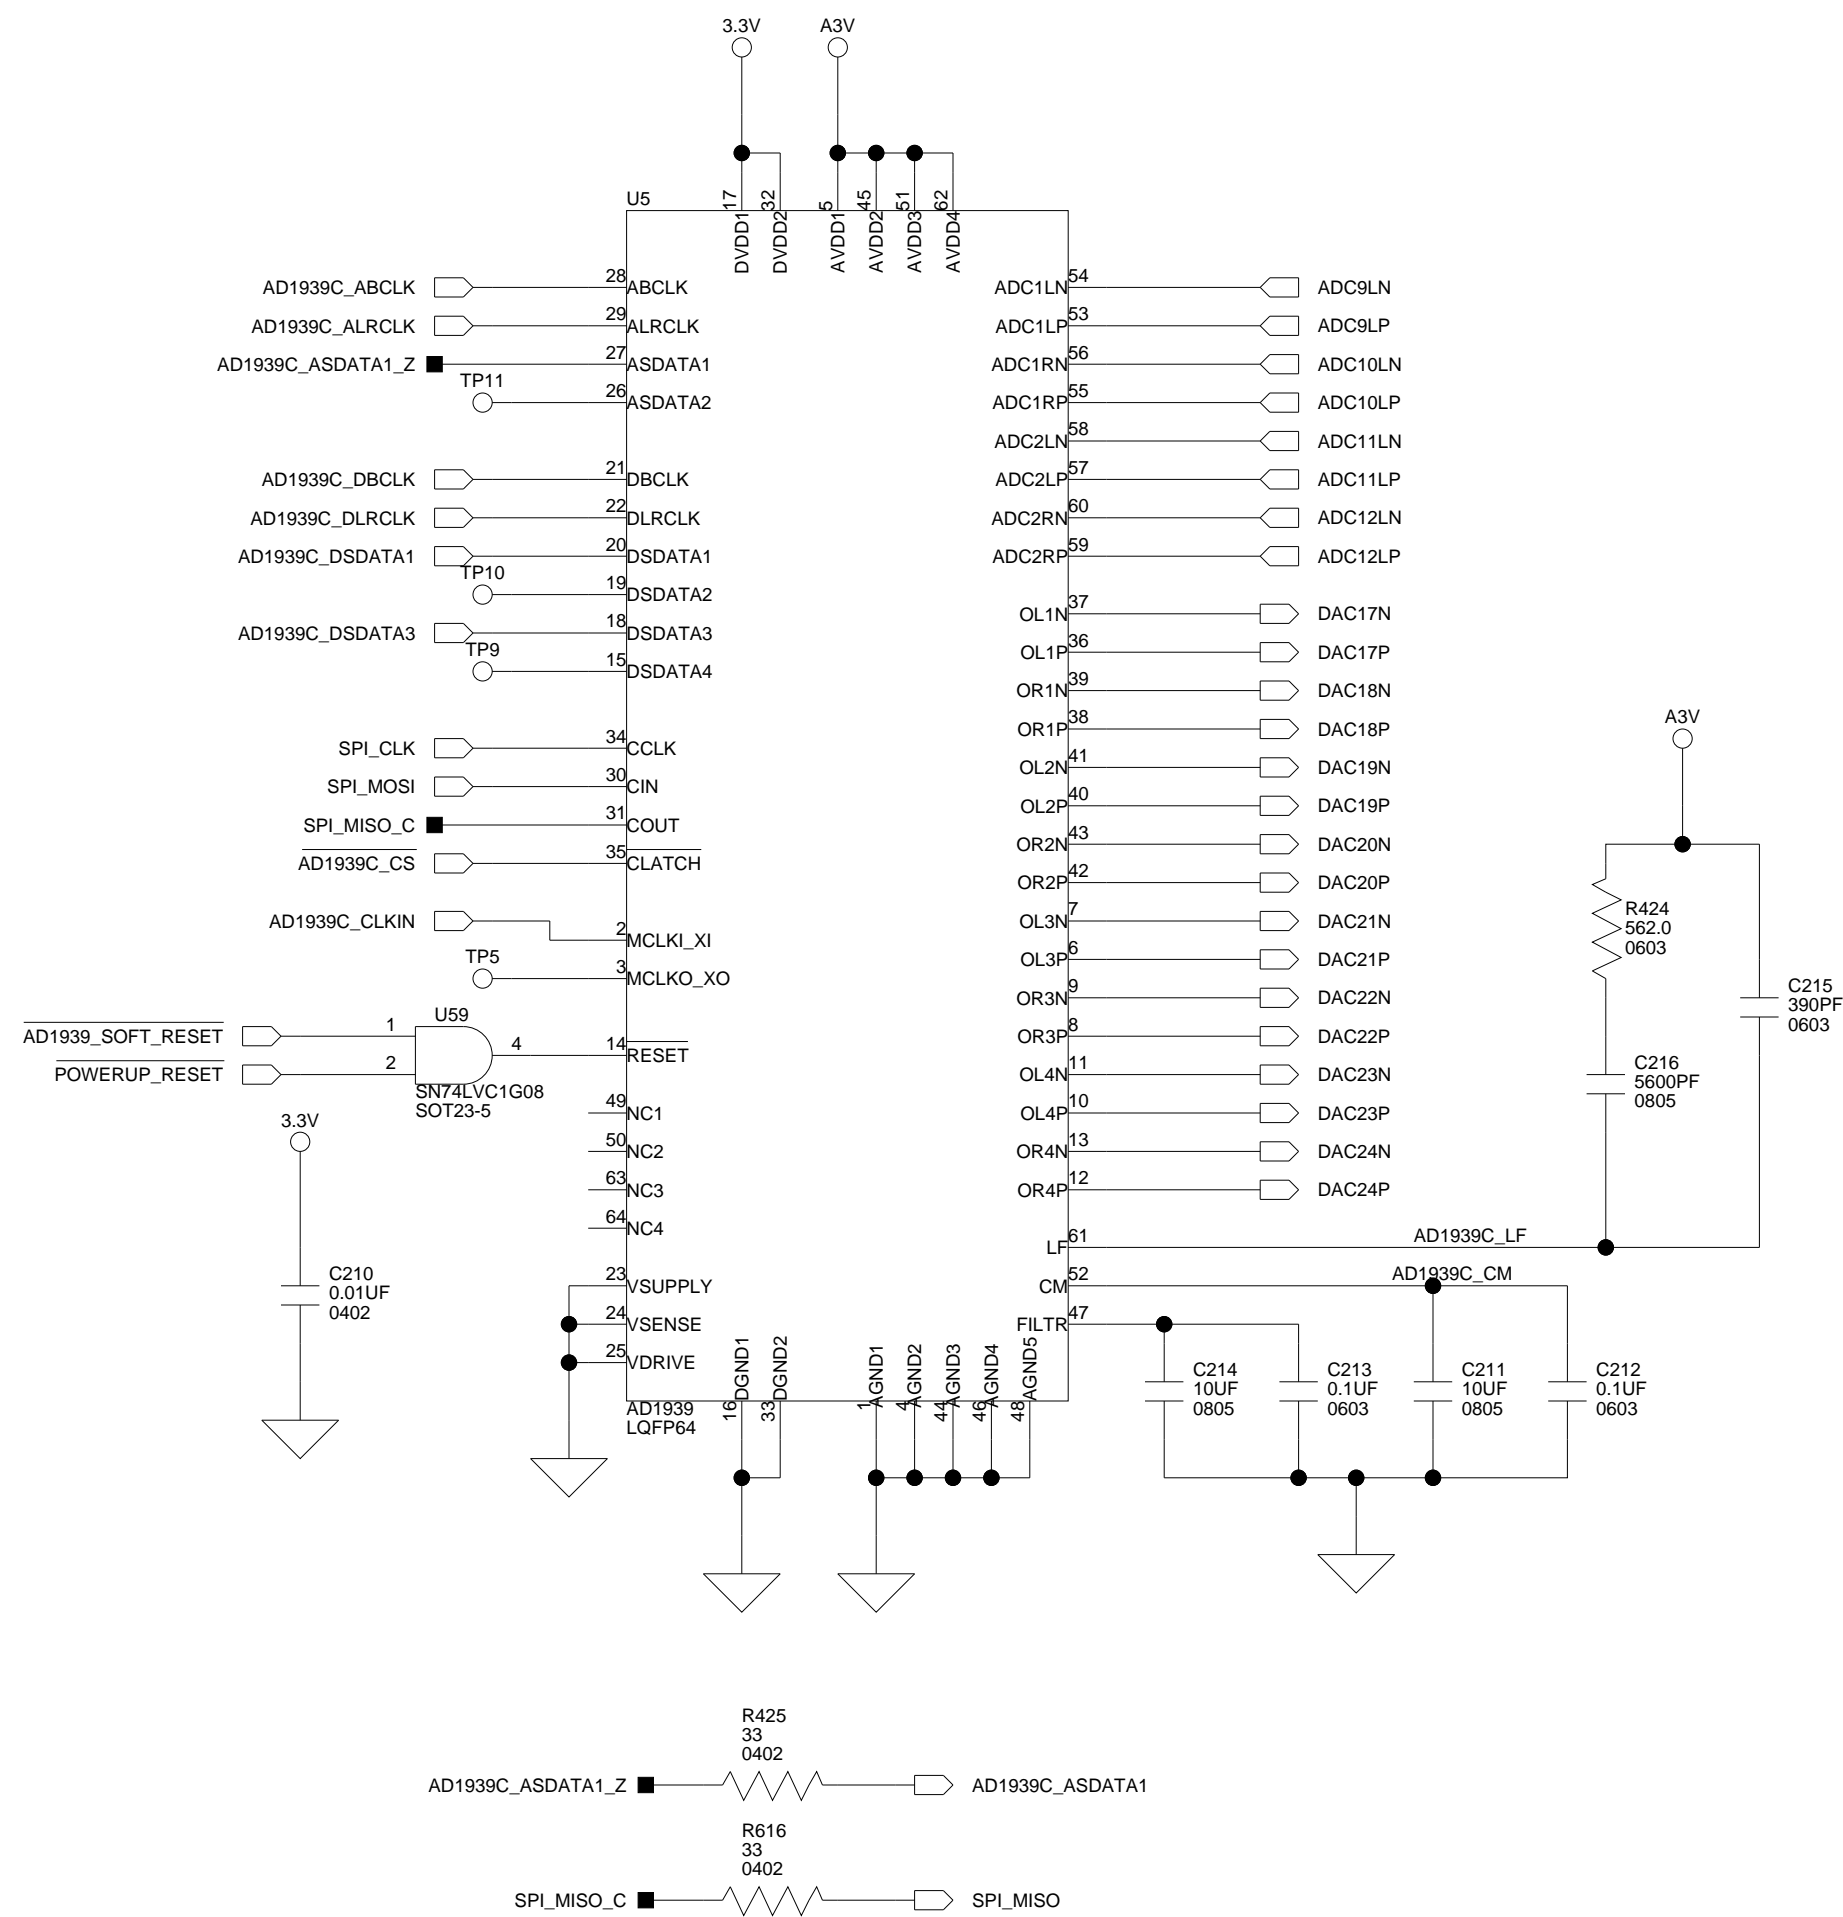 3.3V
A3V
U5
17
32
5
45
51
62
DVDD1
DVDD2
AVDD1
AVDD2
AVDD3
AVDD4
AD1939C_ABCLK
28
ABCLK
AD1939C_ALRCLK
29
ALRCLK
AD1939C_ASDATA1_Z
27
ASDATA1
TP11
26
ASDATA2
AD1939C_DBCLK
21
DBCLK
AD1939C_DLRCLK
22
DLRCLK
AD1939C_DSDATA1
20
DSDATA1
TP10
19
DSDATA2
AD1939C_DSDATA3
18
DSDATA3
TP9
15
DSDATA4
SPI_CLK
34
CCLK
SPI_MOSI
30
CIN
SPI_MISO_C
31
COUT
AD1939C_CS
35
CLATCH
AD1939C_CLKIN
2
MCLKI_XI
TP5
3
MCLKO_XO
AD1939_SOFT_RESET
1
U59
POWERUP_RESET
2
4
14
RESET
SN74LVC1G08
SOT23-5
49
NC1
50
NC2
63
NC3
64
NC4
3.3V
C210
0.01UF
0402
23
VSUPPLY
24
VSENSE
25
VDRIVE
AD1939
LQFP64
DGND1
DGND2
AGND1
AGND2
AGND3
AGND4
AGND5
16
33
1
4
44
46
48
ADC1LN
54
ADC9LN
ADC1LP
53
ADC9LP
ADC1RN
56
ADC10LN
ADC1RP
55
ADC10LP
ADC2LN
58
ADC11LN
ADC2LP
57
ADC11LP
ADC2RN
60
ADC12LN
ADC2RP
59
ADC12LP
OL1N
37
DAC17N
OL1P
36
DAC17P
OR1N
39
DAC18N
OR1P
38
DAC18P
OL2N
41
DAC19N
OL2P
40
DAC19P
OR2N
43
DAC20N
OR2P
42
DAC20P
OL3N
7
DAC21N
OL3P
6
DAC21P
OR3N
9
DAC22N
OR3P
8
DAC22P
OL4N
11
DAC23N
OL4P
10
DAC23P
OR4N
13
DAC24N
OR4P
12
DAC24P
LF
61
AD1939C_LF
CM
52
AD1939C_CM
FILTR
47
A3V
R424
562.0
0603
C215
390PF
0603
C216
5600PF
0805
C214
10UF
0805
C213
0.1UF
0603
C211
10UF
0805
C212
0.1UF
0603
R425
33
0402
AD1939C_ASDATA1_Z
AD1939C_ASDATA1
R616
33
0402
SPI_MISO_C
SPI_MISO